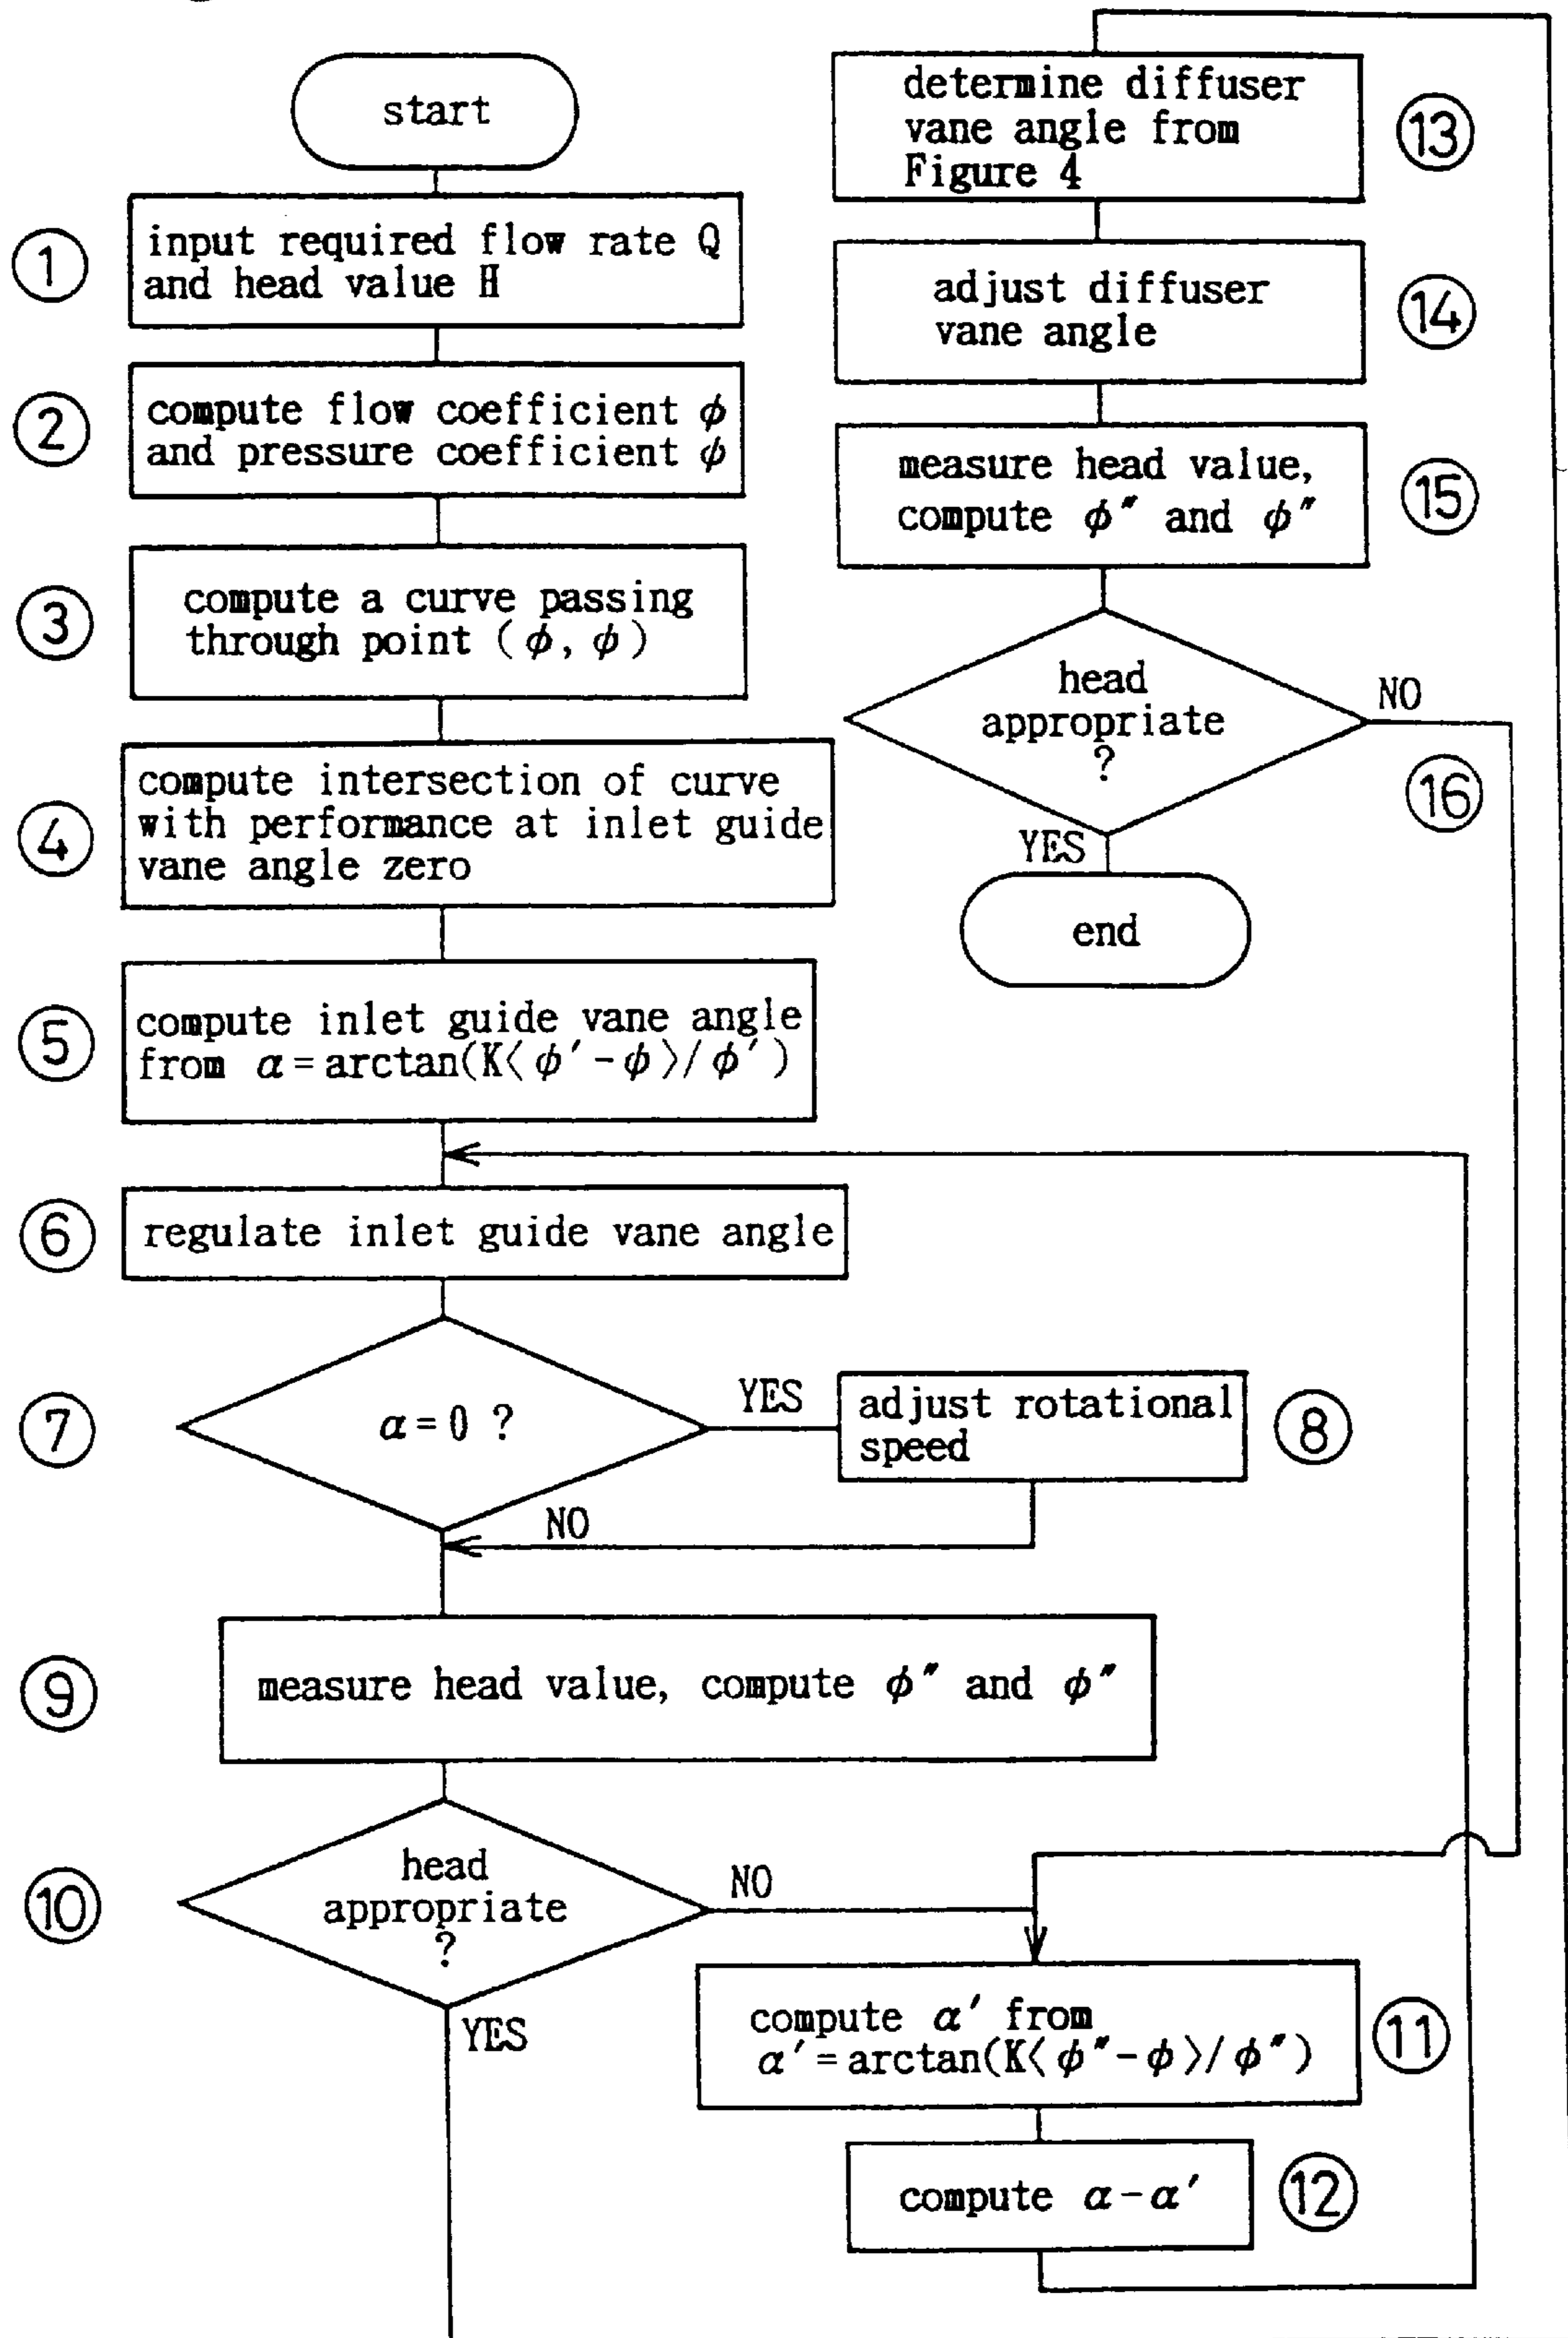 start
① input required flow rate Q
and head value H
② compute flow coefficient ϕ
and pressure coefficient ϕ
③ compute a curve passing
through point (ϕ, ϕ)
④ compute intersection of curve
with performance at inlet guide
vane angle zero
⑤ compute inlet guide vane angle
from α=arctan(K⟨ϕ′-ϕ⟩/ϕ′)
⑥ regulate inlet guide vane angle
⑦ α=0 ?
YES
adjust rotational
speed
⑧
NO
⑨ measure head value, compute ϕ″ and ϕ″
⑩ head
appropriate
?
NO
YES
compute α′ from
α′=arctan(K⟨ϕ″-ϕ⟩/ϕ″)
⑪
compute α-α′
⑫
determine diffuser
vane angle from
Figure 4
⑬
adjust diffuser
vane angle
⑭
measure head value,
compute ϕ″ and ϕ″
⑮
head
appropriate
?
NO
⑯
YES
end